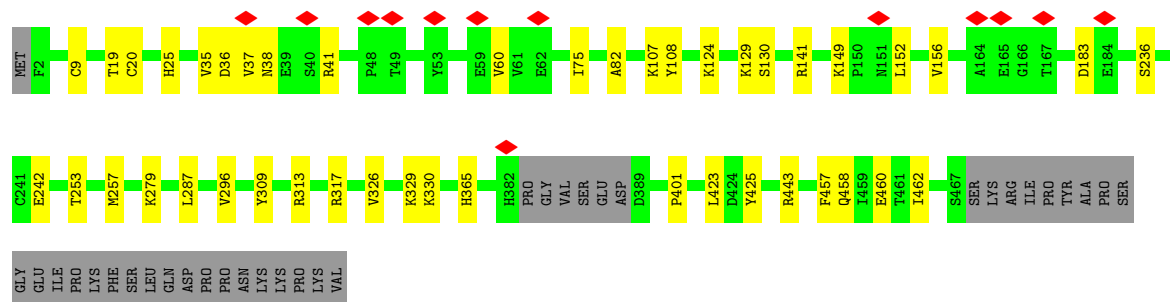 MET F2 C9 T19 C20 H25 V35 D36 V37 N38 E39 S40 R41 P48 T49 Y53 E59 V60 V61 E62 I75 A82 K107 Y108 K124 K129 S130 R141 K149 P150 N151 L152 V156 A164 E165 G166 T167 D183 E184 S236
C241 E242 T253 M257 K279 L287 V296 Y309 R313 R317 V326 K329 K330 H365 H382 PRO GLY VAL SER GLU ASP D389 P401 L423 D424 Y425 R443 F457 Q458 I459 E460 T461 I462 S467 SER LYS ARG ILE PRO TYR ALA PRO SER
GLY GLU ILE PRO LYS PHE SER LEU GLN ASP PRO PRO ASN LYS LYS PRO LYS VAL